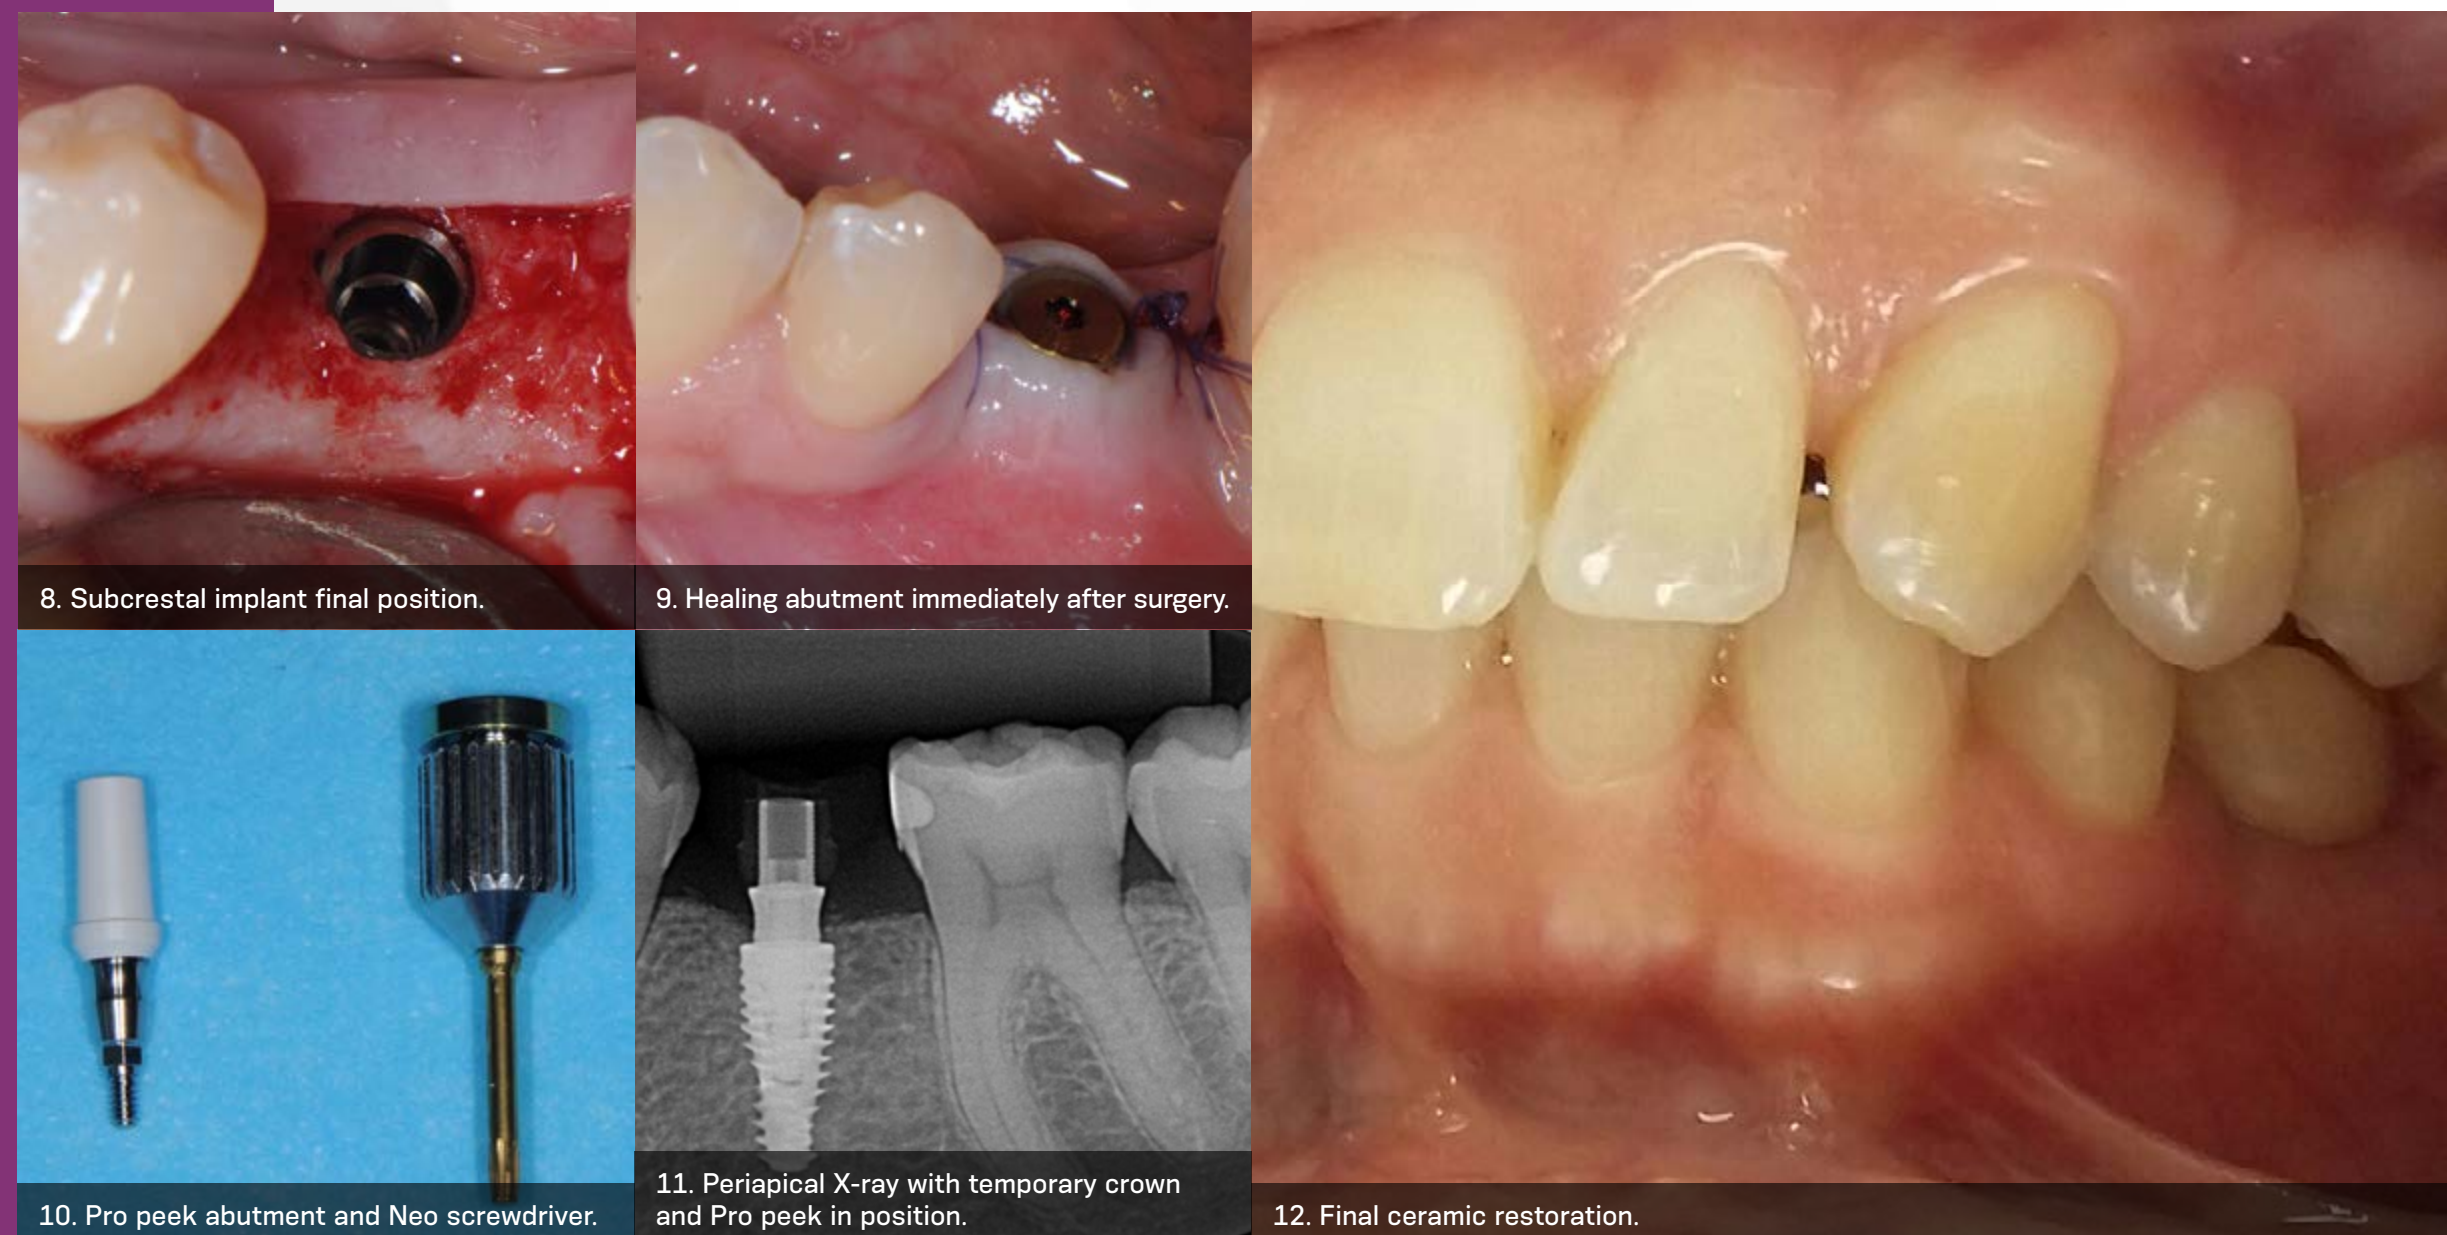 8. Subcrestal implant final position.
9. Healing abutment immediately after surgery.
10. Pro peek abutment and Neo screwdriver.
11. Periapical X-ray with temporary crown
and Pro peek in position.
12. Final ceramic restoration.